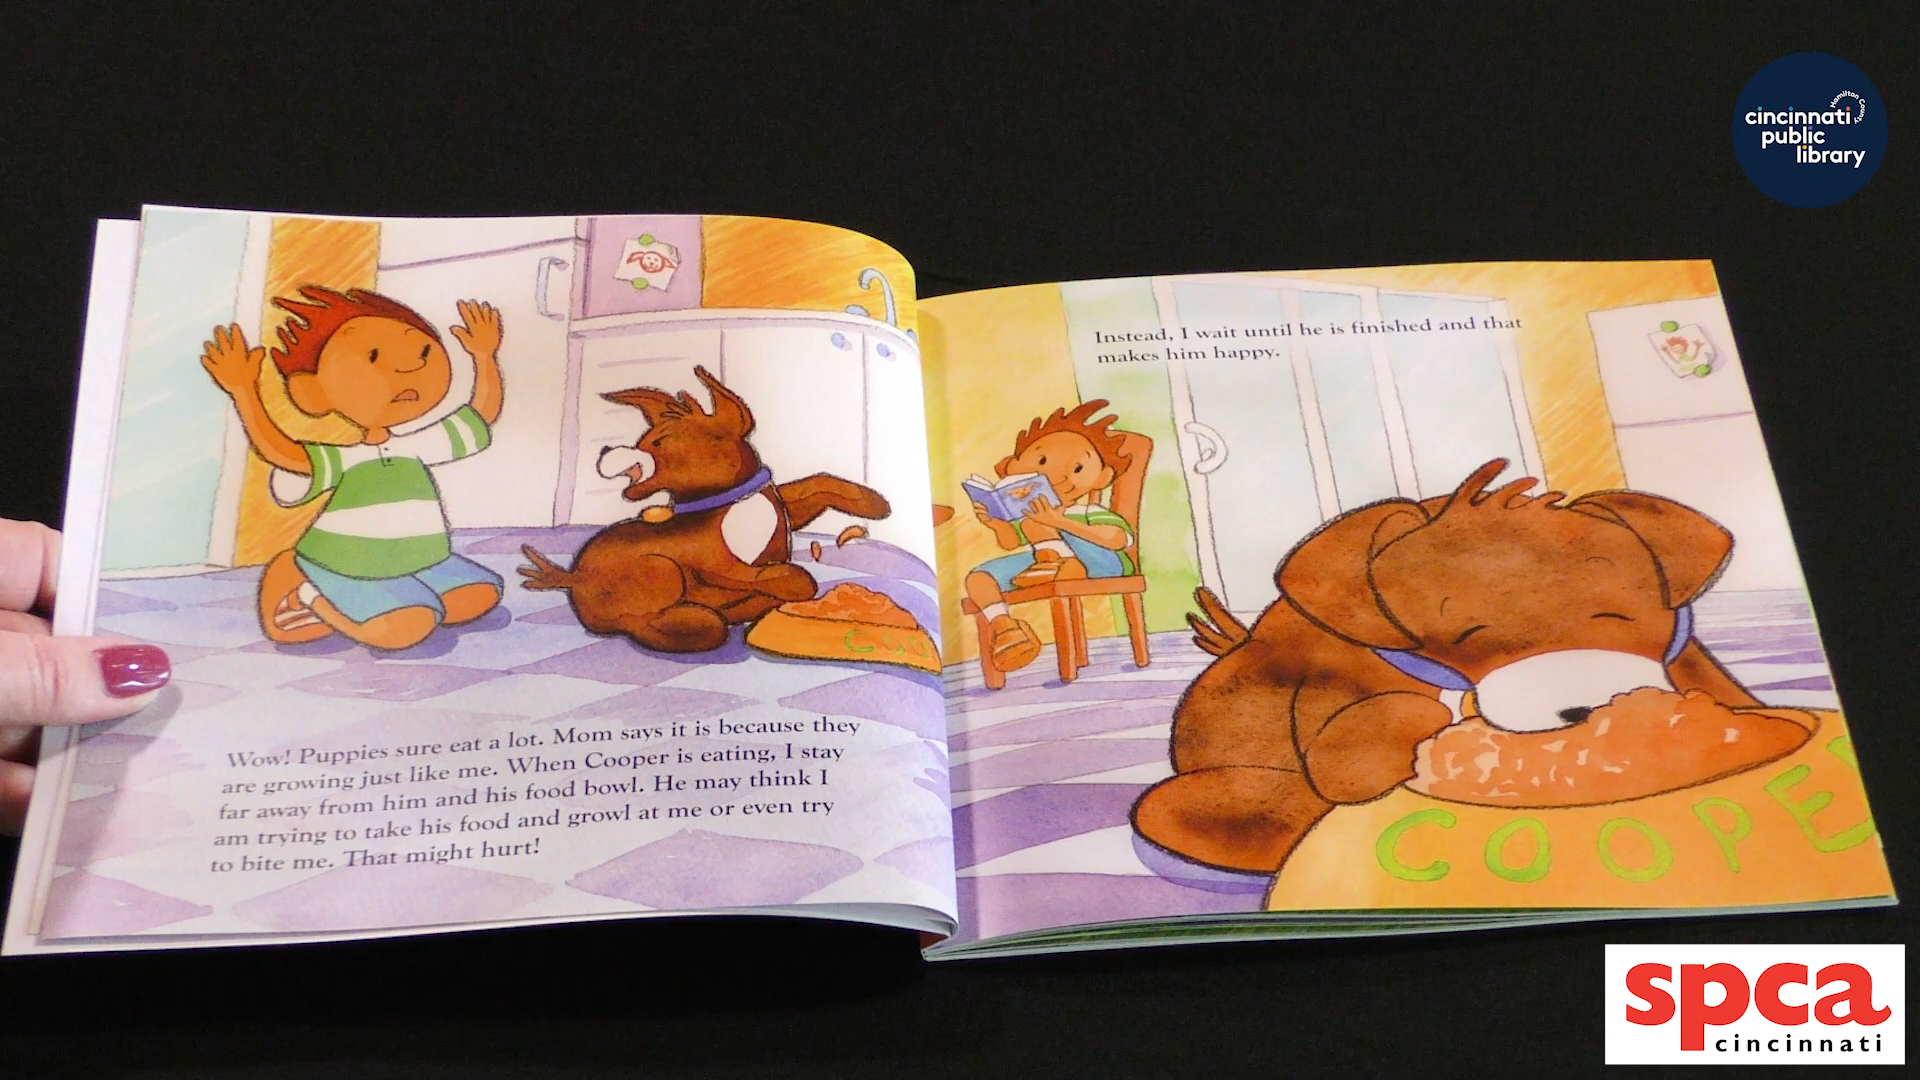 Wow! Puppies sure eat a lot. Mom says it is because they
are growing just like me. When Cooper is eating, I stay
far away from him and his food bowl. He may think I
am trying to take his food and growl at me or even try
to bite me. That might hurt!
COO
Instead, I wait until he is finished and that
makes him happy.
COOPE
cincinnati
public
library
Hamilton County
spca
cincinnati